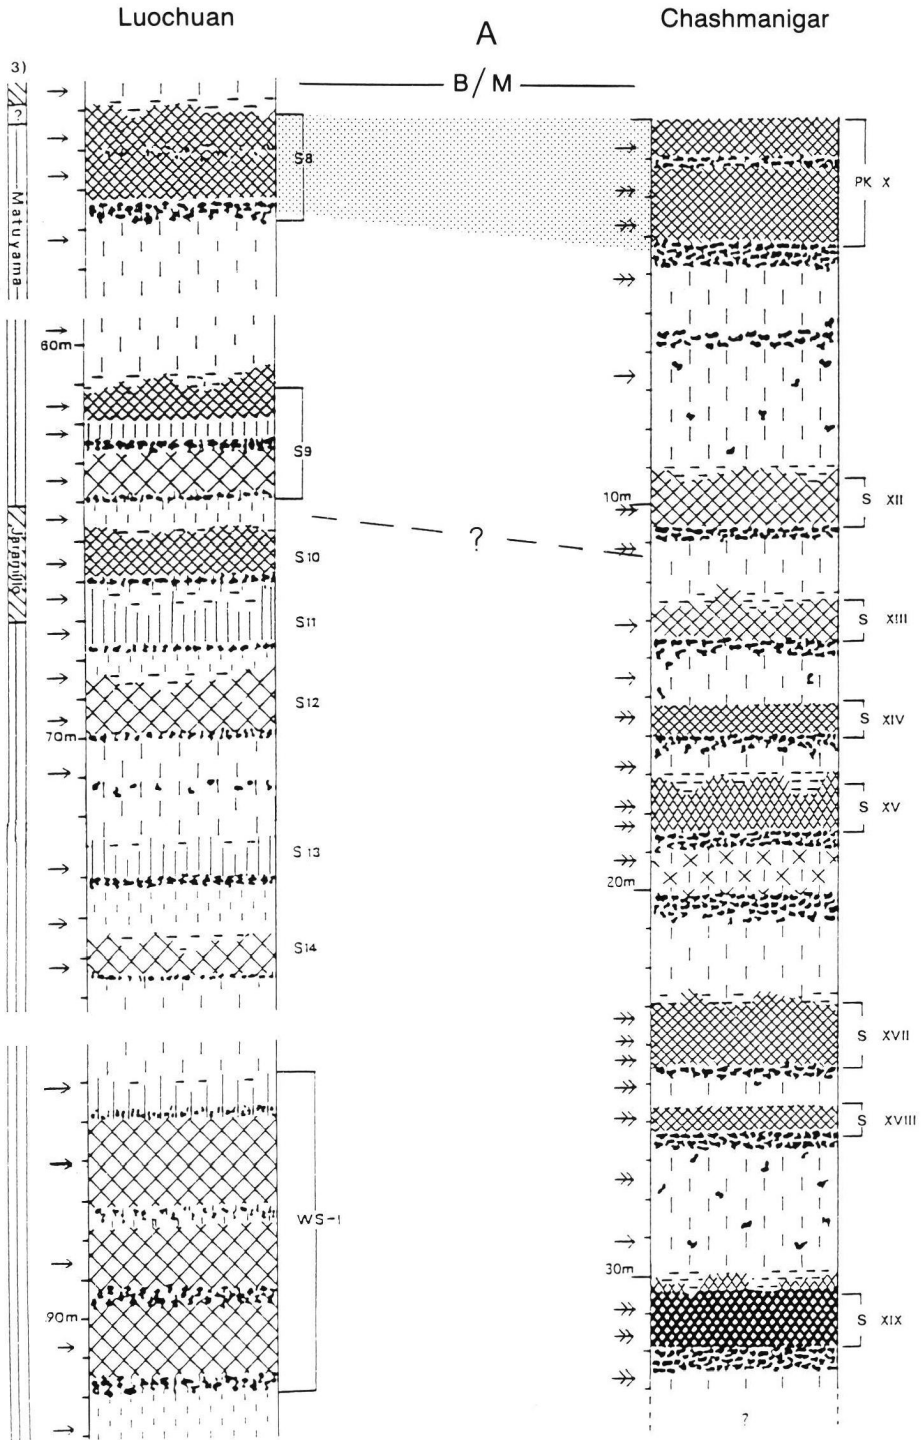 Luochuan
A
Chashmanigar
3)
B/M
?
S8
PK X
Matuyama
60m
S9
10m
S XII
?
Jaramillo
S10
S11
S XIII
S12
S XIV
70m
S XV
S13
20m
S14
S XVII
S XVIII
WS-1
30m
90m
S XIX
?